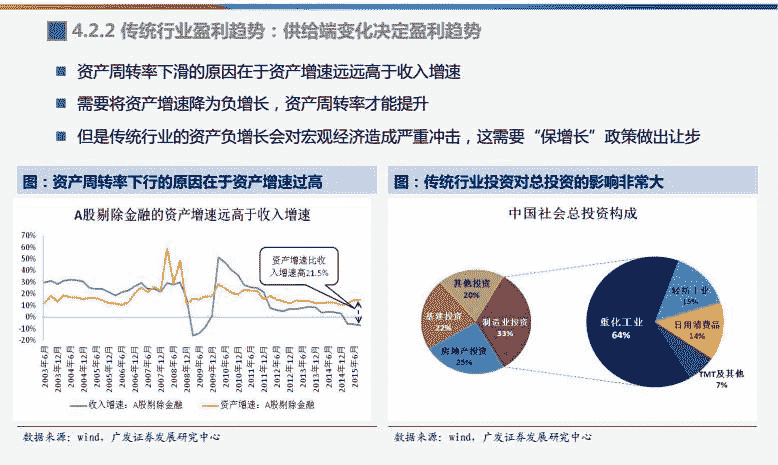 4.2.2 传统行业盈利趋势：供给端变化决定盈利趋势
资产周转率下滑的原因在于资产增速远远高于收入增速
需要将资产增速降为负增长，资产周转率才能提升
但是传统行业的资产负增长会对宏观经济造成严重冲击，这需要“保增长”政策做出让步
图：资产周转率下行的原因在于资产增速过高
A股剔除金融的资产增速远高于收入增速
70%
60%
50%
40%
30%
20%
10%
0%
-10%
-20%
资产增速比收
入增速高21.5%
2003年6月
2003年12月
2004年6月
2004年12月
2005年6月
2005年12月
2006年6月
2006年12月
2007年6月
2007年12月
2008年6月
2008年12月
2009年6月
2009年12月
2010年6月
2010年12月
2011年6月
2011年12月
2012年6月
2012年12月
2013年6月
2013年12月
2014年6月
2014年12月
2015年6月
收入增速：A股剔除金融
资产增速：A股剔除金融
数据来源：wind，广发证券发展研究中心
图：传统行业投资对总投资的影响非常大
中国社会总投资构成
其他投资
20%
基建投资
22%
制造业投资
33%
房地产投资
25%
重化工业
64%
轻纺工业
15%
日用消费品
14%
TMT及其他
7%
数据来源：wind，广发证券发展研究中心